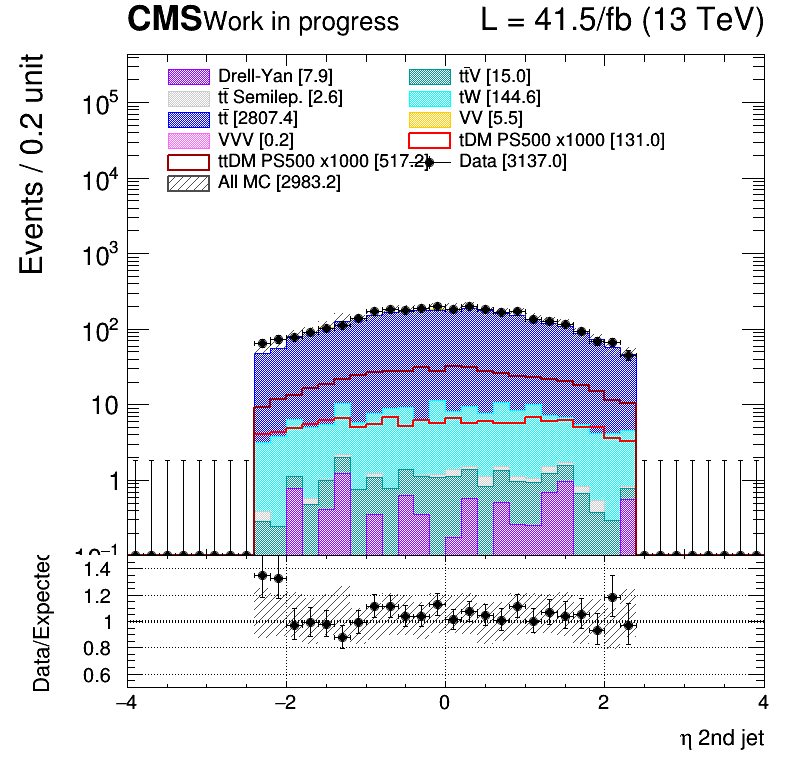 CMS Work in progress L = 41.5/fb (13 TeV)
Events / 0.2 unit
Drell-Yan [7.9] tt̄V [15.0]
tt̄ Semilep. [2.6] tW [144.6]
tt̄ [2807.4] VV [5.5]
VVV [0.2] tDM PS500 x1000 [131.0]
ttDM PS500 x1000 [517.2] Data [3137.0]
All MC [2983.2]
10⁵
10⁴
10³
10²
10
1
10⁻¹
Data/Expected
1.4
1.2
1
0.8
0.6
−4 −2 0 2 4
η 2nd jet